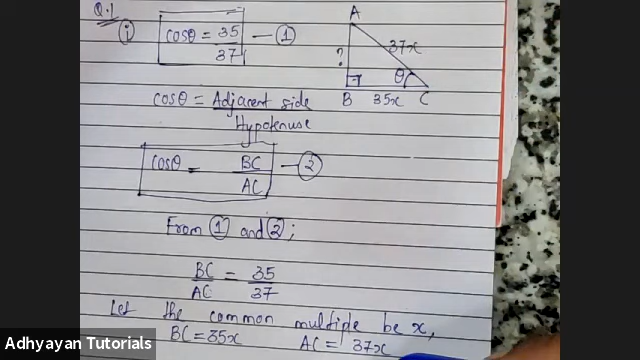 Q.1
(i) cosθ = 35/37 — ①
A
37x
?
θ
B 35x C
cosθ = Adjacent side / Hypotenuse
cosθ = BC/AC — ②
From ① and ②;
BC/AC = 35/37
Let the common multiple be x,
BC = 35x AC = 37x
Adhyayan Tutorials